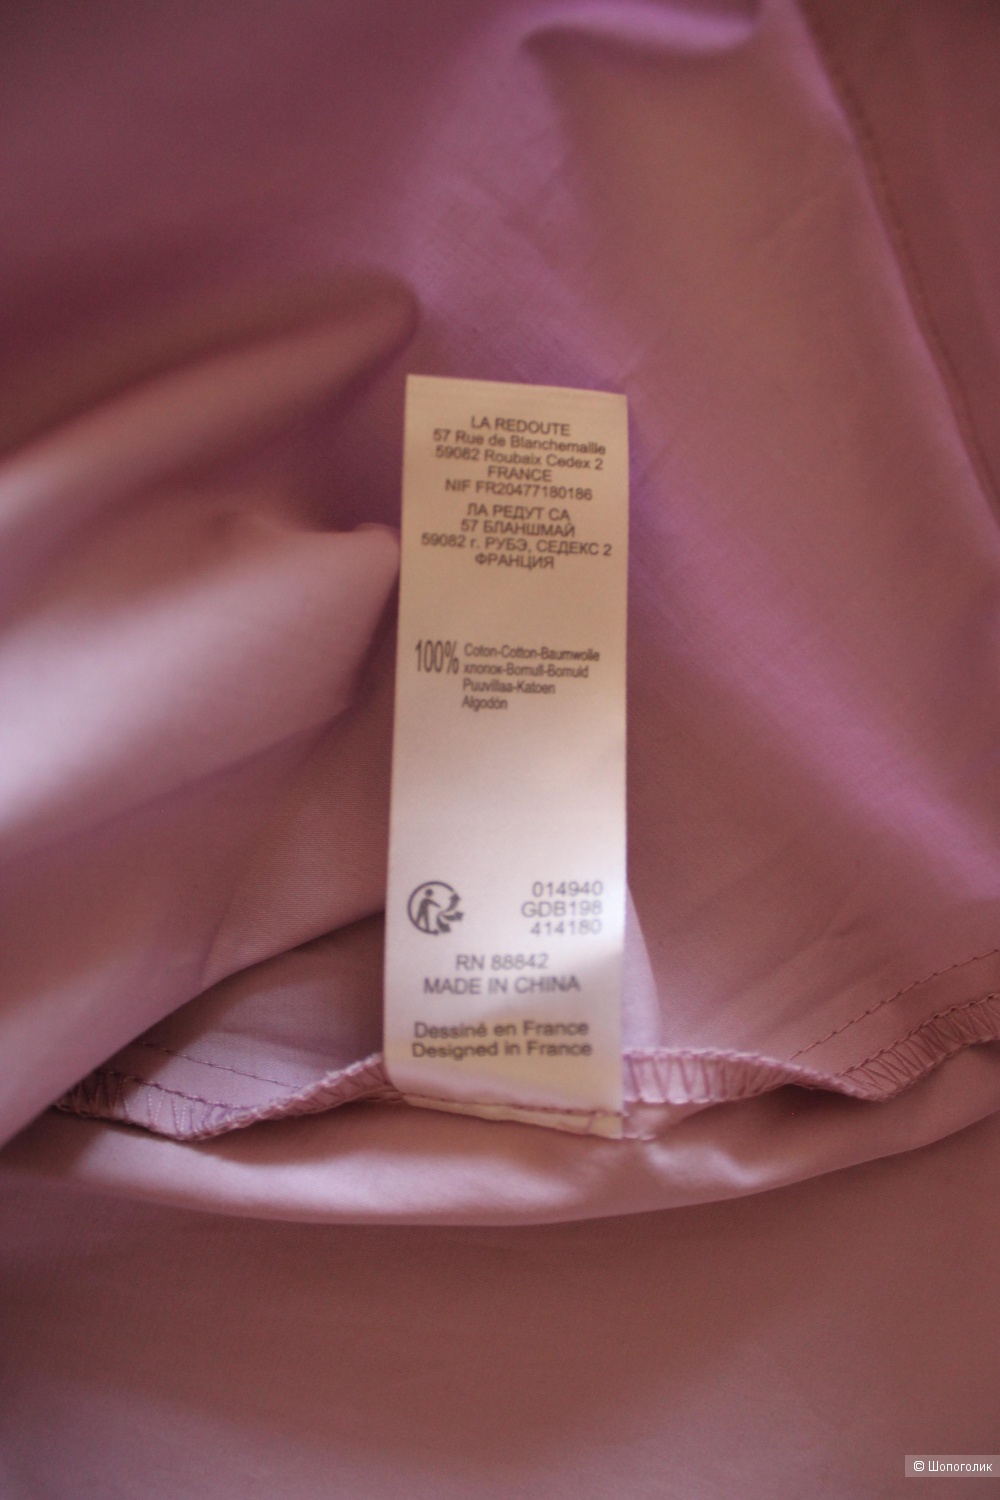 LA REDOUTE
57 Rue de Blanchemaille
59082 Roubaix Cedex 2
FRANCE
NIF FR20477180186
ЛА РЕДУТ СА
57 БЛАНШМАЙ
59082 г. РУБЭ, СЕДЕКС 2
ФРАНЦИЯ
100% Coton-Cotton-Baumwolle
хлопок-Bomull-Bomuld
Puuvillaa-Katoen
Algodón
014940
GDB198
414180
RN 88842
MADE IN CHINA
Dessiné en France
Designed in France
© Шопоголик